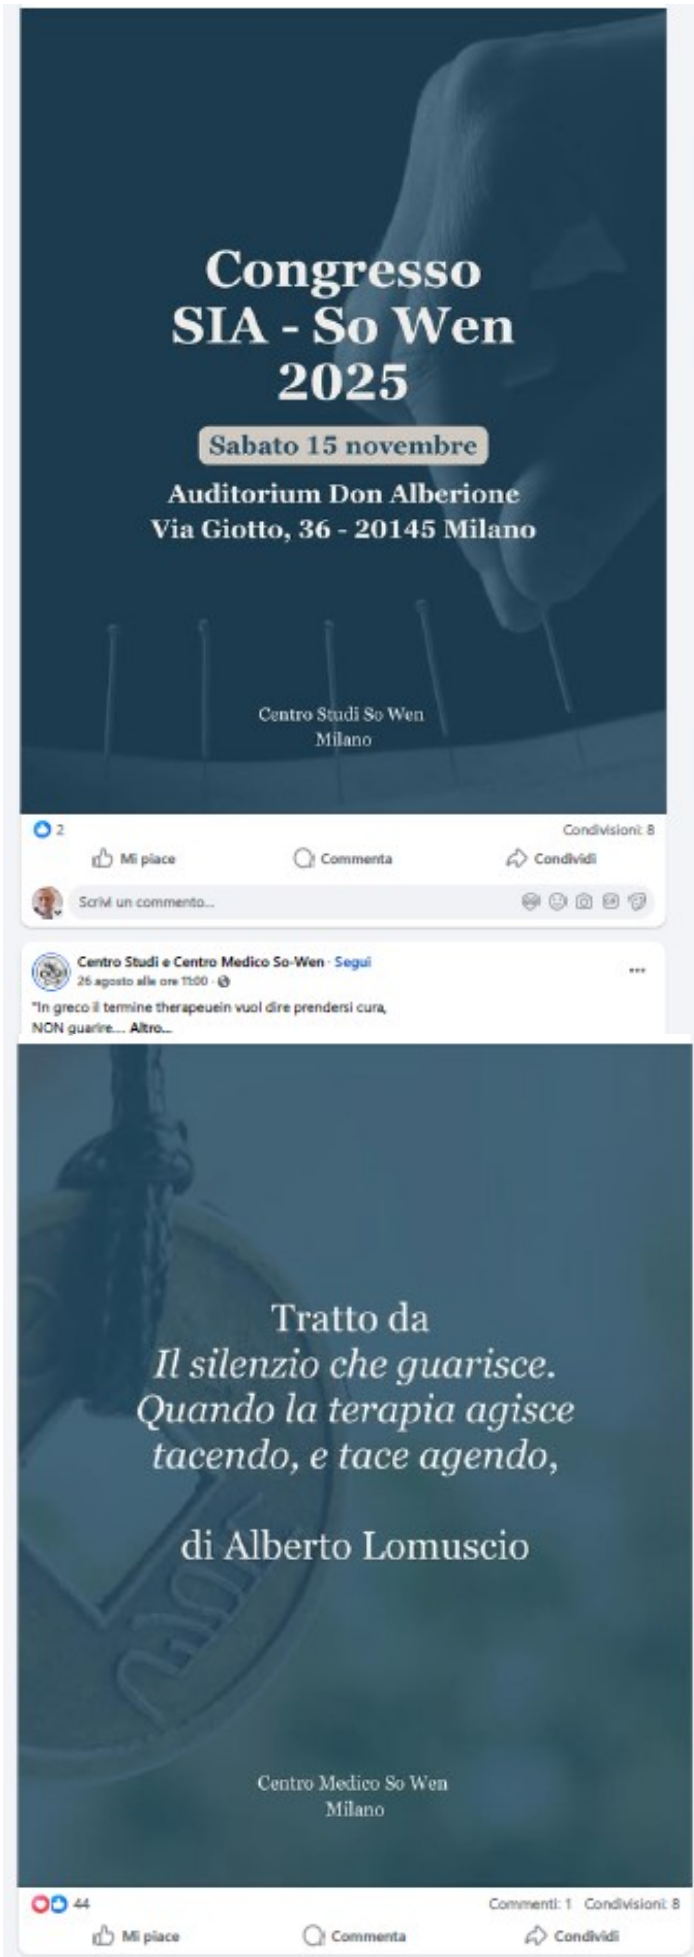 Congresso
SIA - So Wen
2025
Sabato 15 novembre
Auditorium Don Alberione
Via Giotto, 36 - 20145 Milano
Centro Studi So Wen
Milano
2
Condivisioni: 8
Mi piace
Commenta
Condividi
Scrivi un commento...
Centro Studi e Centro Medico So-Wen · Segui
26 agosto alle ore 11:00 ·
"In greco il termine therapeuein vuol dire prendersi cura,
NON guarire.... Altro...
Tratto da
Il silenzio che guarisce.
Quando la terapia agisce
tacendo, e tace agendo,
di Alberto Lomuscio
Centro Medico So Wen
Milano
44
Commenti: 1 Condivisioni: 8
Mi piace
Commenta
Condividi